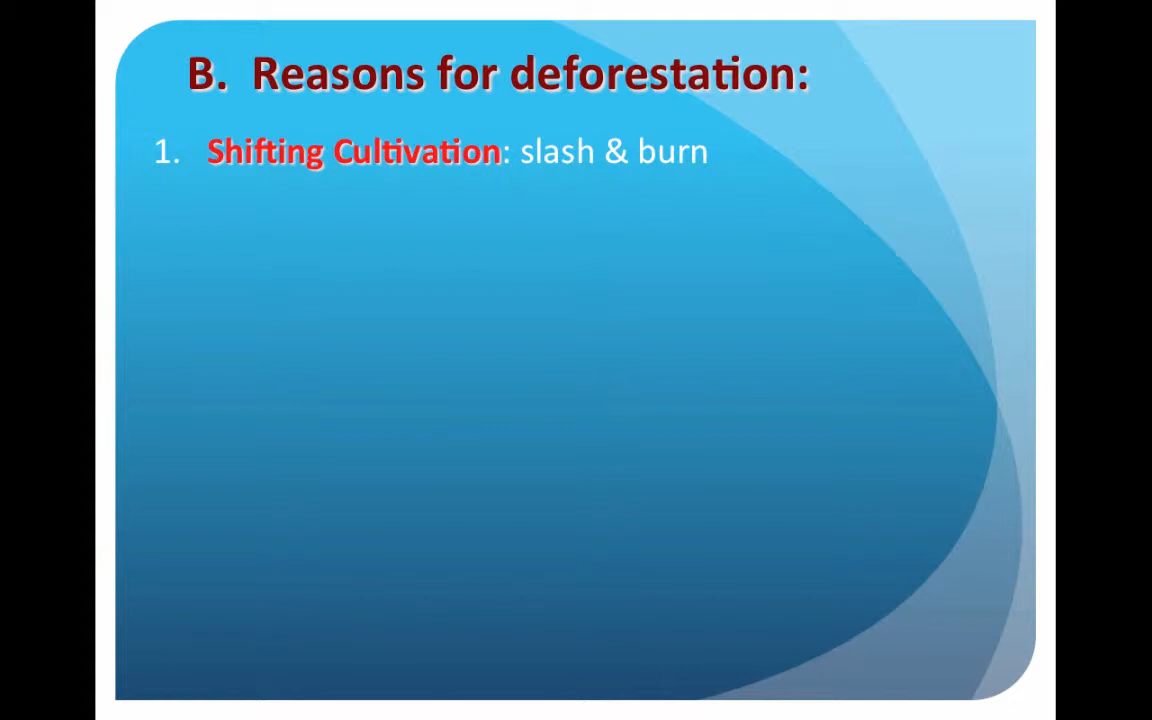 B. Reasons for deforestation:
1. Shifting Cultivation: slash & burn